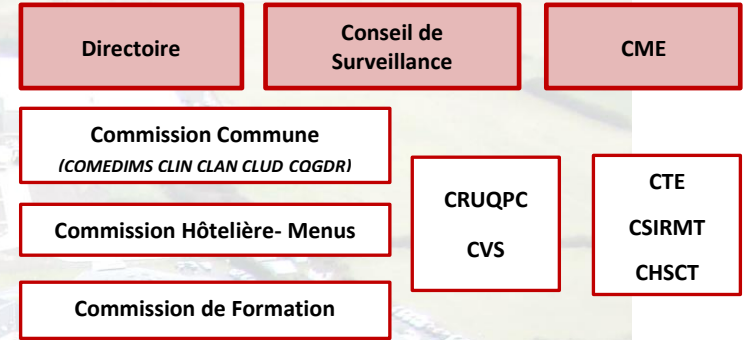 Directoire
Conseil de
Surveillance
CME
Commission Commune
(COMEDIMS CLIN CLAN CLUD CQGDR)
Commission Hôtelière- Menus
Commission de Formation
CRUQPC
CVS
CTE
CSIRMT
CHSCT